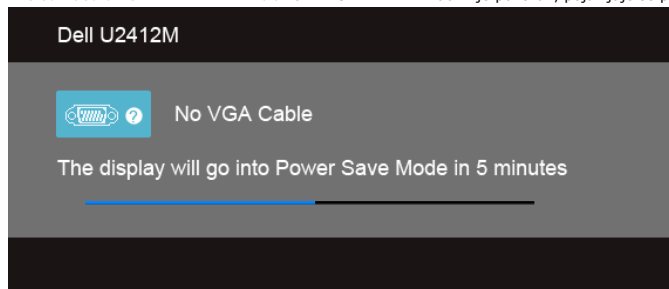 Dell U2412M
No VGA Cable
The display will go into Power Save Mode in 5 minutes